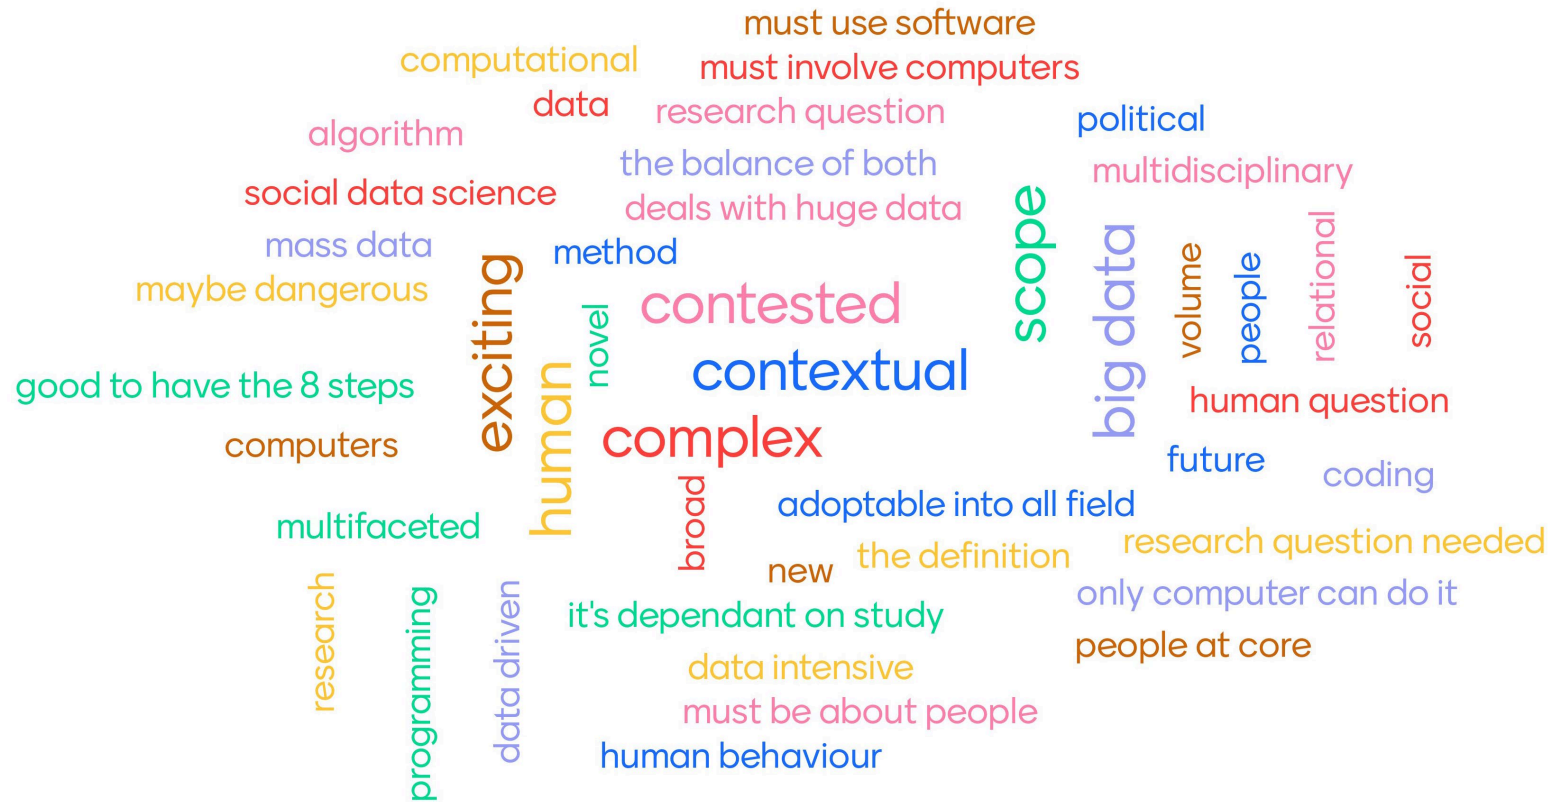 must use software
computational
must involve computers
data
research question
political
algorithm
the balance of both
multidisciplinary
social data science
deals with huge data
scope
mass data
method
big data
volume
people
relational
social
maybe dangerous
exciting
contested
novel
contextual
good to have the 8 steps
human
human question
computers
complex
future
coding
broad
adoptable into all field
multifaceted
the definition
research question needed
new
research
programming
data driven
it's dependant on study
only computer can do it
people at core
data intensive
must be about people
human behaviour